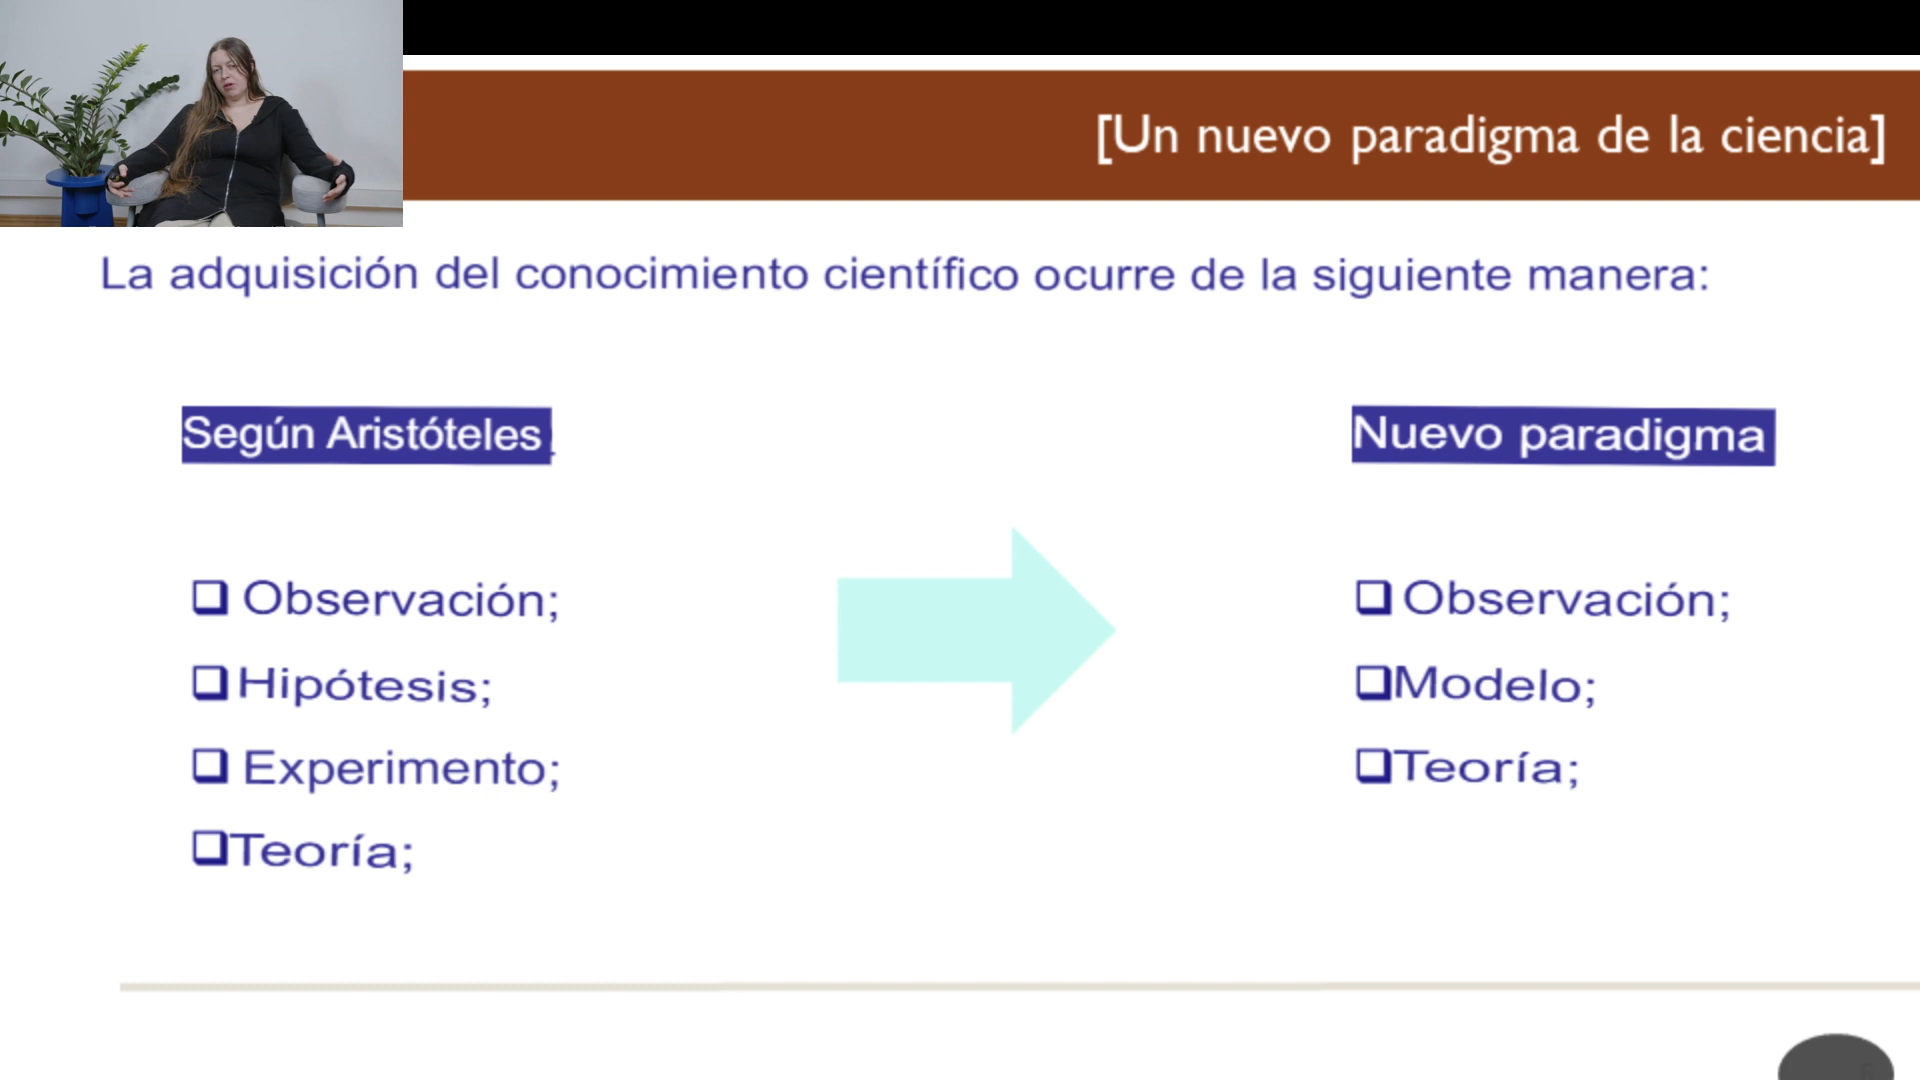 [Un nuevo paradigma de la ciencia]
La adquisición del conocimiento científico ocurre de la siguiente manera:
Según Aristóteles
Observación;
Hipótesis;
Experimento;
Teoría;
Nuevo paradigma
Observación;
Modelo;
Teoría;